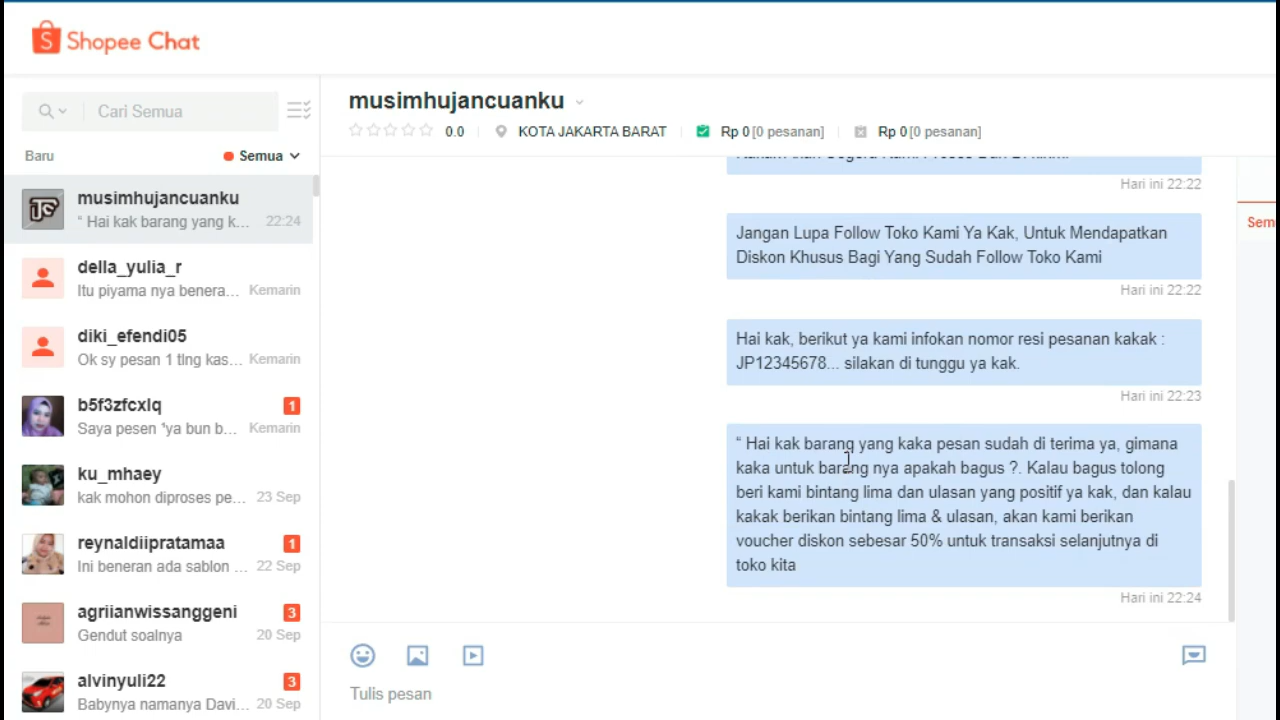 Shopee Chat
Cari Semua
Baru
Semua
musimhujancuanku
“ Hai kak barang yang k...
22:24
della_yulia_r
Itu piyama nya benera...
Kemarin
diki_efendi05
Ok sy pesan 1 tlng kas...
Kemarin
b5f3zfcxlq
1
Saya pesen 1ya bun b...
Kemarin
ku_mhaey
kak mohon diproses pe...
23 Sep
reynaldiipratamaa
1
Ini beneran ada sablon ...
22 Sep
agriianwissanggeni
3
Gendut soalnya
20 Sep
alvinyuli22
3
Babynya namanya Davi...
20 Sep
musimhujancuanku
0.0
KOTA JAKARTA BARAT
Rp 0 [0 pesanan]
Rp 0 [0 pesanan]
Hari ini 22:22
Jangan Lupa Follow Toko Kami Ya Kak, Untuk Mendapatkan
Diskon Khusus Bagi Yang Sudah Follow Toko Kami
Hari ini 22:22
Hai kak, berikut ya kami infokan nomor resi pesanan kakak :
JP12345678... silakan di tunggu ya kak.
Hari ini 22:23
“ Hai kak barang yang kaka pesan sudah di terima ya, gimana
kaka untuk barang nya apakah bagus ?. Kalau bagus tolong
beri kami bintang lima dan ulasan yang positif ya kak, dan kalau
kakak berikan bintang lima & ulasan, akan kami berikan
voucher diskon sebesar 50% untuk transaksi selanjutnya di
toko kita
Hari ini 22:24
Tulis pesan
Sem